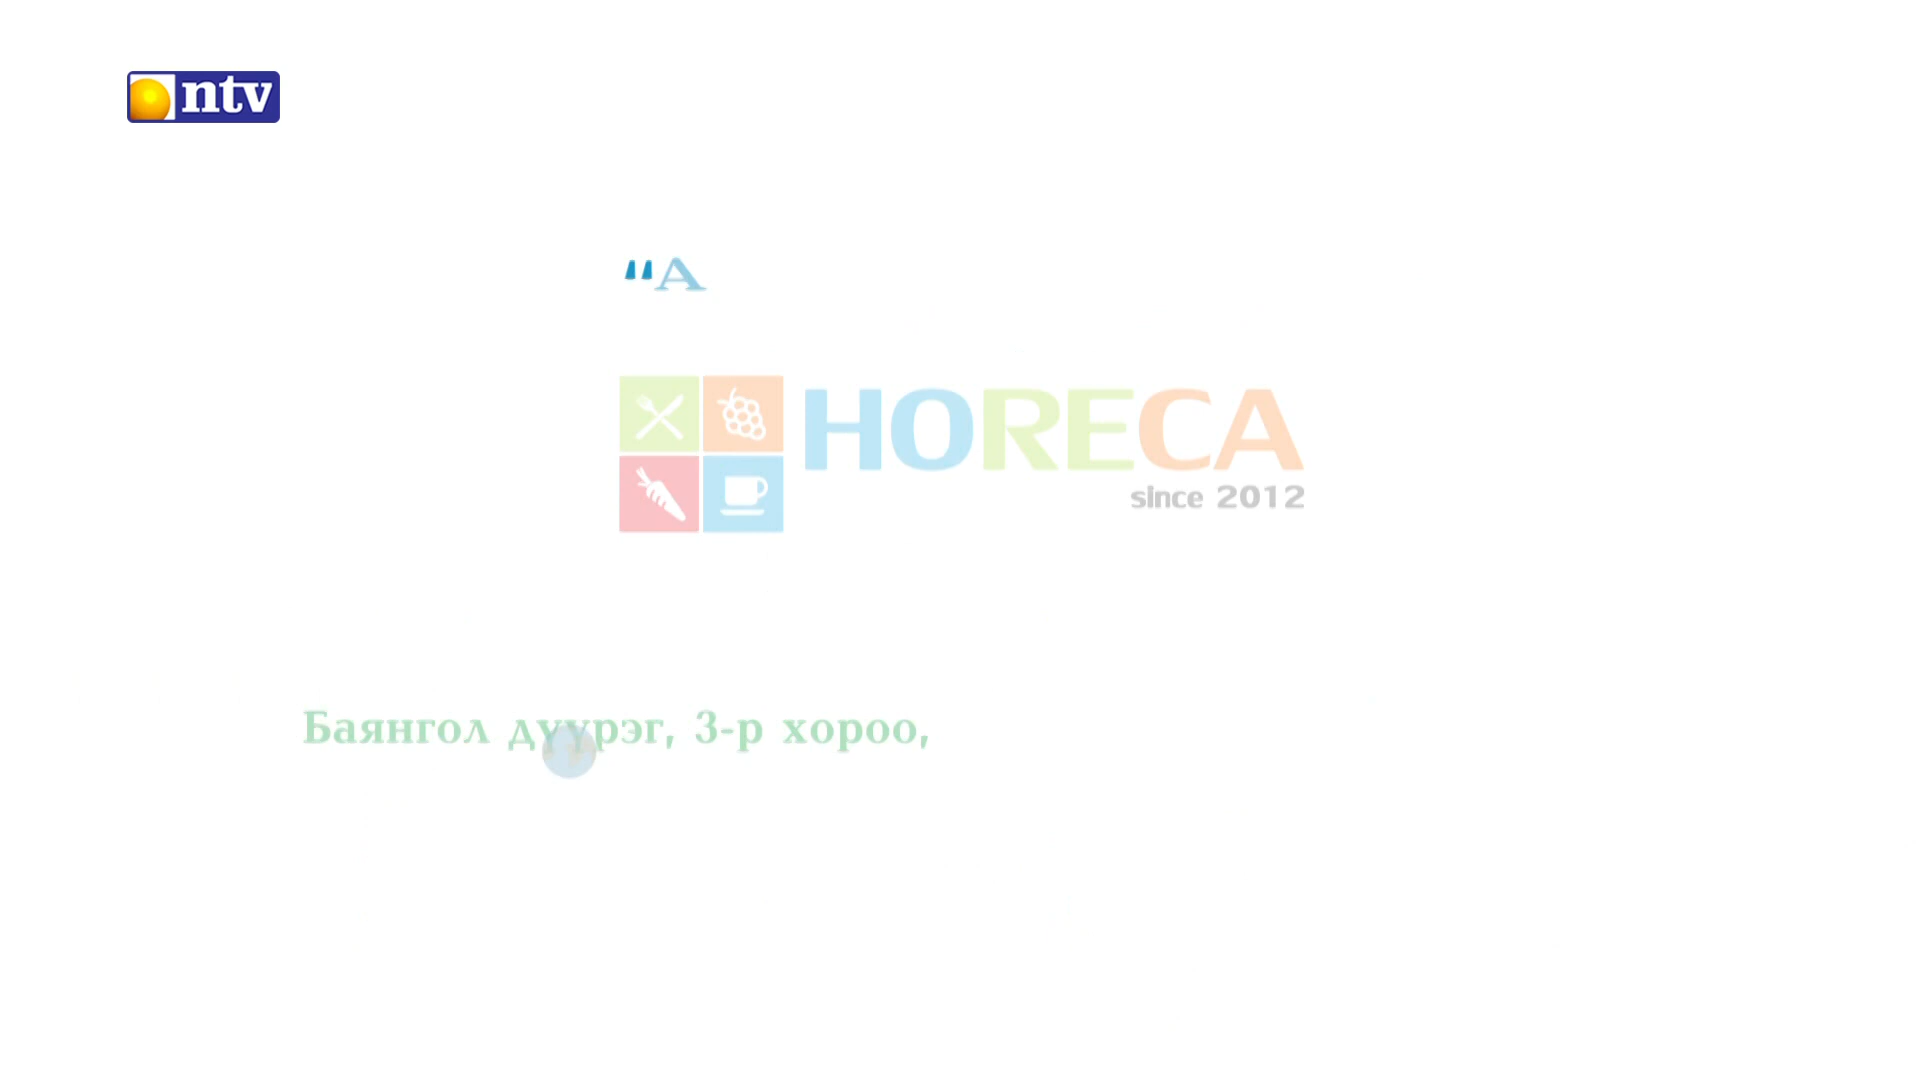 ntv
"А
HORECA
since 2012
Баянгол дүүрэг, 3-р хороо,